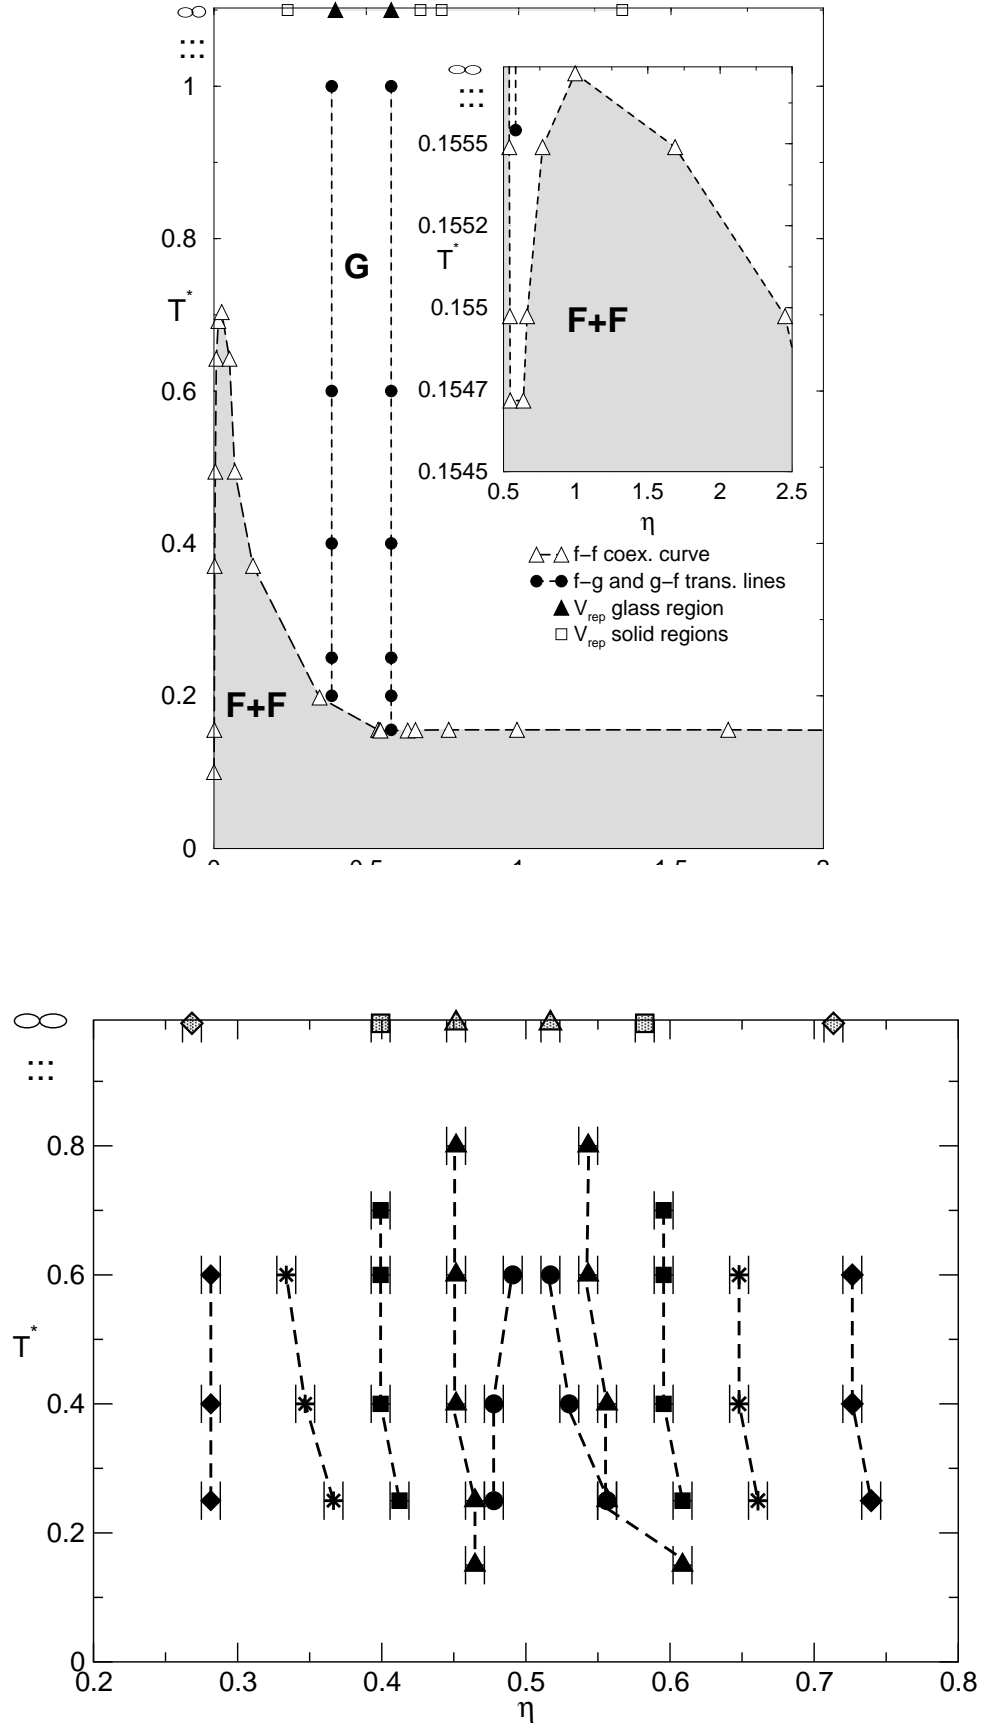 ∞
1
∞
0.1555
0.8
0.1552
T*
G
T*
0.155
F+F
0.6
0.1547
0.1545
0.5 1 1.5 2 2.5
η
0.4
f–f coex. curve
f–g and g–f trans. lines
Vrep glass region
Vrep solid regions
0.2
F+F
0
∞
0.8
0.6
T*
0.4
0.2
0
0.2 0.3 0.4 0.5 0.6 0.7 0.8
η